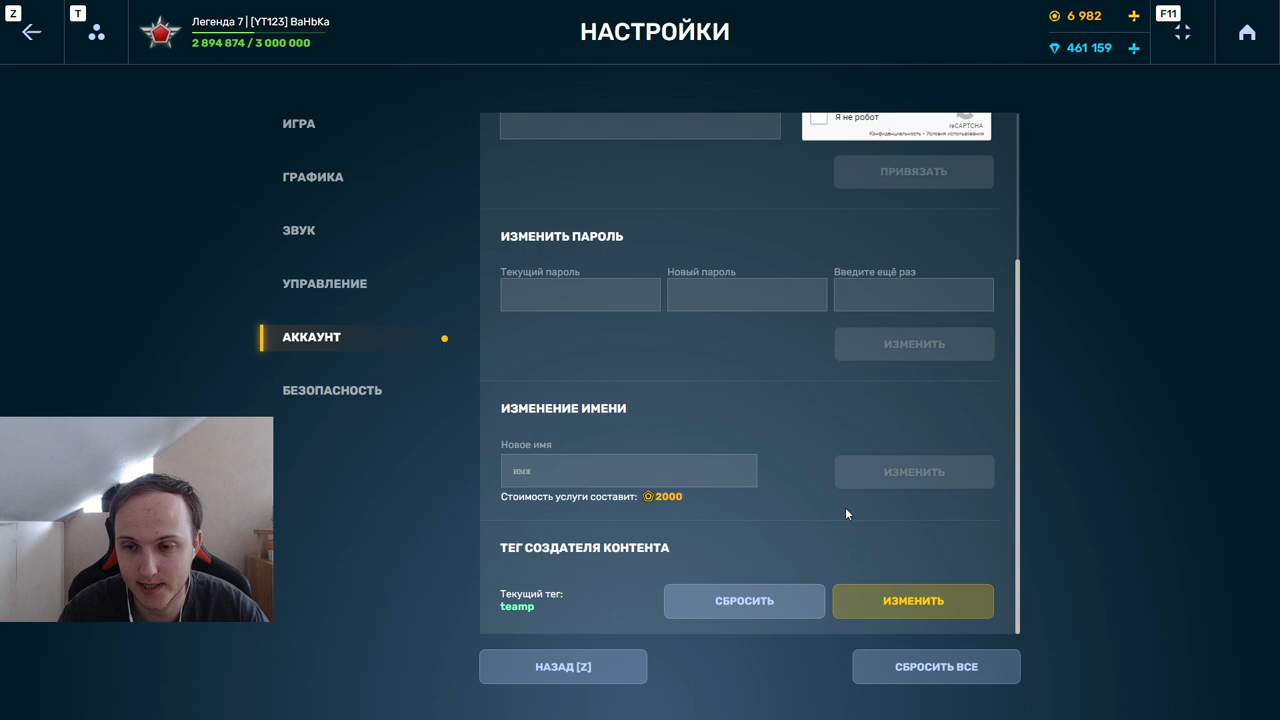 Z
T
Легенда 7 | [YT123] BaHbKa
2 894 874 / 3 000 000
НАСТРОЙКИ
6 982
461 159
F11
ИГРА
ГРАФИКА
ЗВУК
УПРАВЛЕНИЕ
АККАУНТ
БЕЗОПАСНОСТЬ
Я не робот
reCAPTCHA
Конфиденциальность - Условия использования
ПРИВЯЗАТЬ
ИЗМЕНИТЬ ПАРОЛЬ
Текущий пароль
Новый пароль
Введите ещё раз
ИЗМЕНИТЬ
ИЗМЕНЕНИЕ ИМЕНИ
Новое имя
имя
ИЗМЕНИТЬ
Стоимость услуги составит: 2000
ТЕГ СОЗДАТЕЛЯ КОНТЕНТА
Текущий тег:
teamp
СБРОСИТЬ
ИЗМЕНИТЬ
НАЗАД [Z]
СБРОСИТЬ ВСЕ